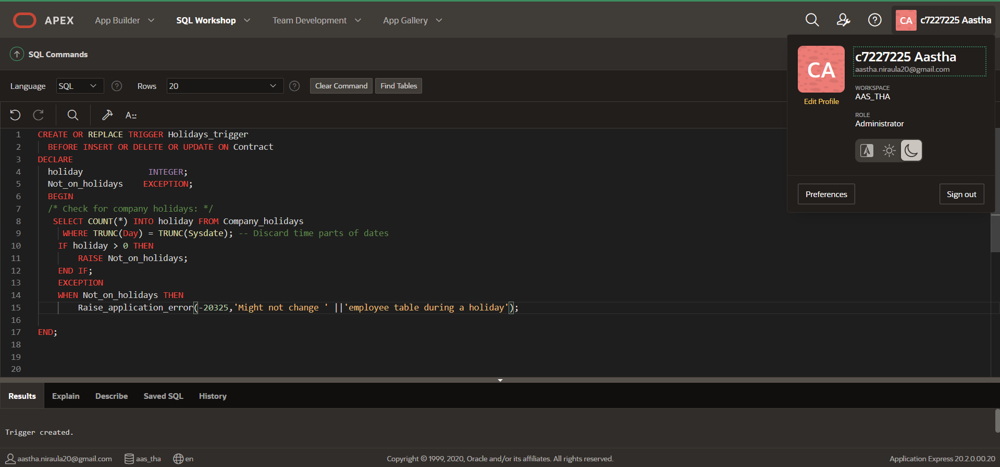 APEX App Builder SQL Workshop Team Development App Gallery CA c7227225 Aastha
SQL Commands
CA
c7227225 Aastha
aastha.niraula20@gmail.com
Edit Profile
WORKSPACE
AAS_THA
ROLE
Administrator
Preferences Sign out
Language SQL ? Rows 20 ? Clear Command Find Tables
A::
1 CREATE OR REPLACE TRIGGER Holidays_trigger
2 BEFORE INSERT OR DELETE OR UPDATE ON Contract
3 DECLARE
4 holiday INTEGER;
5 Not_on_holidays EXCEPTION;
6 BEGIN
7 /* Check for company holidays: */
8 SELECT COUNT(*) INTO holiday FROM Company_holidays
9 WHERE TRUNC(Day) = TRUNC(Sysdate); -- Discard time parts of dates
10 IF holiday > 0 THEN
11 RAISE Not_on_holidays;
12 END IF;
13 EXCEPTION
14 WHEN Not_on_holidays THEN
15 Raise_application_error(-20325,'Might not change ' ||'employee table during a holiday');
16
17 END;
18
19
20
Results Explain Describe Saved SQL History
Trigger created.
aastha.niraula20@gmail.com aas_tha en Copyright © 1999, 2020, Oracle and/or its affiliates. All rights reserved. Application Express 20.2.0.00.20